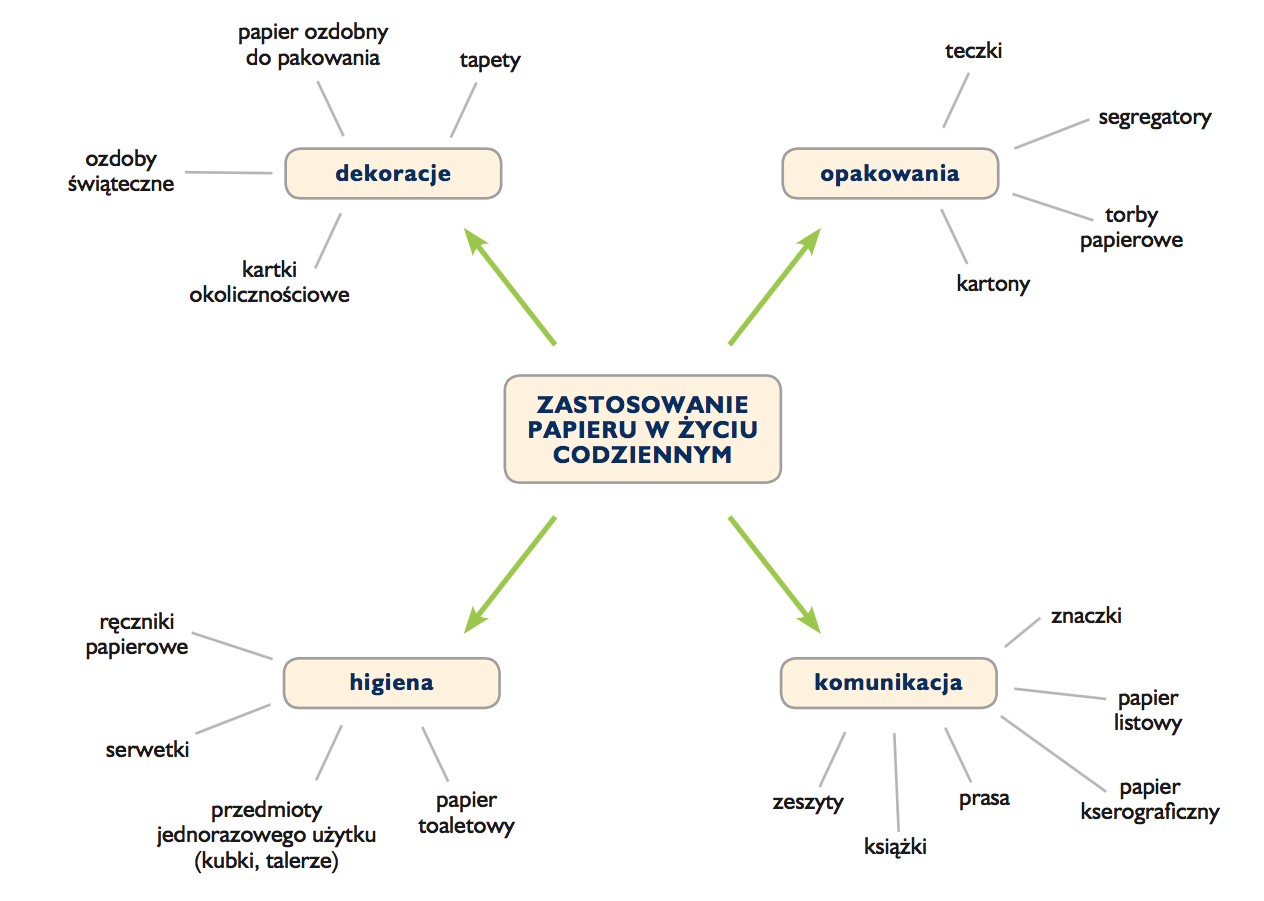 papier ozdobny
do pakowania
tapety
ozdoby
świąteczne
dekoracje
kartki
okolicznościowe
teczki
segregatory
opakowania
torby
papierowe
kartony
ZASTOSOWANIE
PAPIERU W ŻYCIU
CODZIENNYM
ręczniki
papierowe
higiena
serwetki
przedmioty
jednorazowego użytku
(kubki, talerze)
papier
toaletowy
znaczki
komunikacja
papier
listowy
papier
kserograficzny
prasa
książki
zeszyty